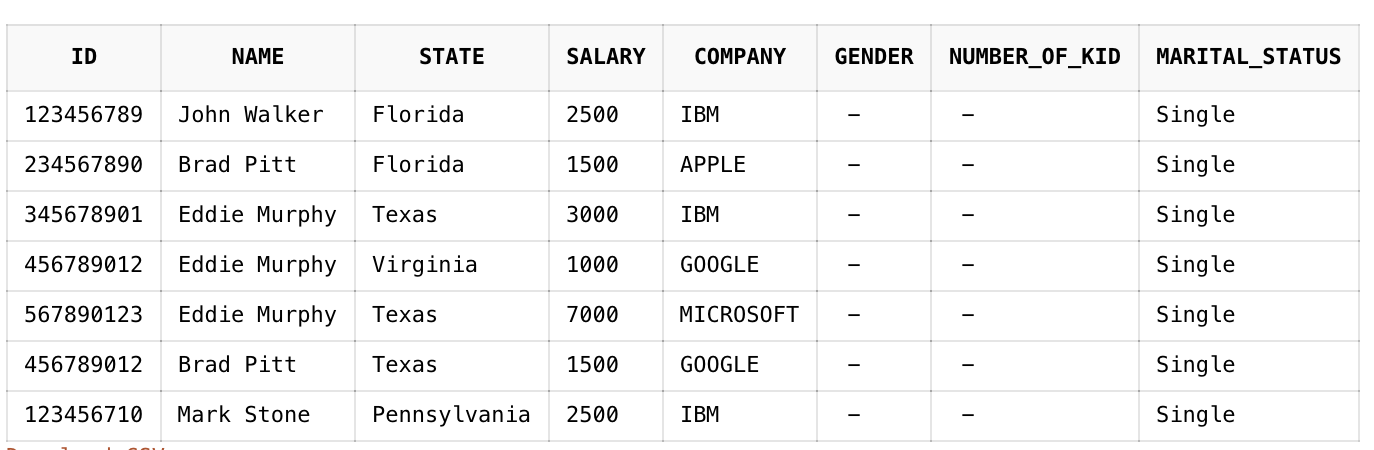 ID NAME STATE SALARY COMPANY GENDER NUMBER_OF_KID MARITAL_STATUS
123456789 John Walker Florida 2500 IBM – – Single
234567890 Brad Pitt Florida 1500 APPLE – – Single
345678901 Eddie Murphy Texas 3000 IBM – – Single
456789012 Eddie Murphy Virginia 1000 GOOGLE – – Single
567890123 Eddie Murphy Texas 7000 MICROSOFT – – Single
456789012 Brad Pitt Texas 1500 GOOGLE – – Single
123456710 Mark Stone Pennsylvania 2500 IBM – – Single